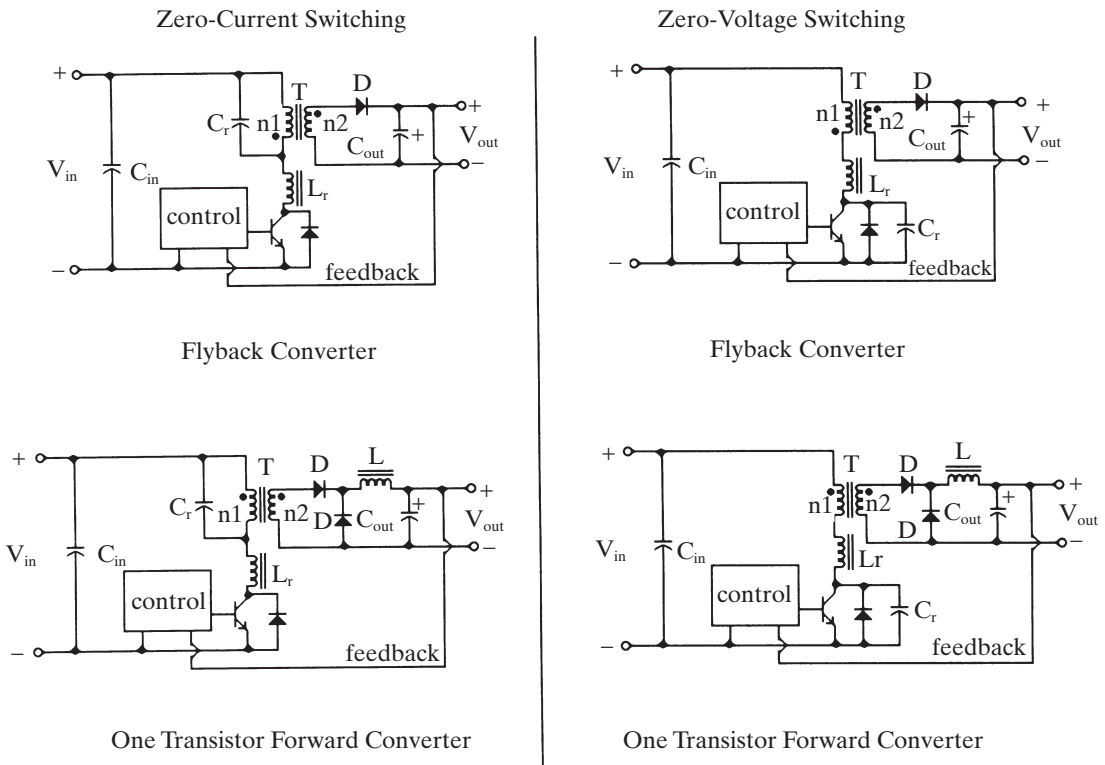 Zero-Current Switching
+
T
D
+
C_r
n1
n2
+
C_out
V_out
V_in
C_in
−
L_r
control
−
feedback
Flyback Converter
Zero-Voltage Switching
+
T
D
+
n1
n2
+
C_out
V_out
V_in
C_in
−
L_r
control
C_r
−
feedback
Flyback Converter
+
T
D
L
+
C_r
n1
n2
D
C_out
+
V_out
V_in
C_in
−
L_r
control
−
feedback
One Transistor Forward Converter
+
T
D
L
+
n1
n2
D
C_out
+
V_out
V_in
C_in
−
Lr
control
C_r
−
feedback
One Transistor Forward Converter